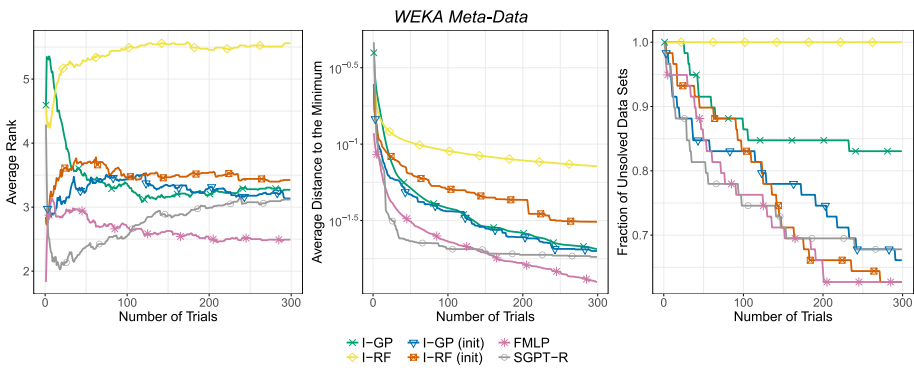 WEKA Meta-Data
Average Rank
5
4
3
2
0
100
200
300
Number of Trials
Average Distance to the Minimum
10^−0.5
10^−1
10^−1.5
0
100
200
300
Number of Trials
Fraction of Unsolved Data Sets
1.0
0.9
0.8
0.7
0
100
200
300
Number of Trials
I−GP
I−GP (init)
FMLP
I−RF
I−RF (init)
SGPT−R